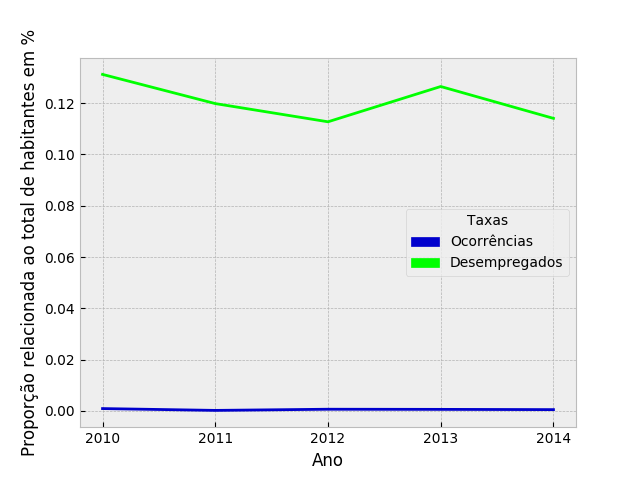 Proporção relacionada ao total de habitantes em %
0.12
0.10
0.08
0.06
0.04
0.02
0.00
Taxas
Ocorrências
Desempregados
2010
2011
2012
2013
2014
Ano